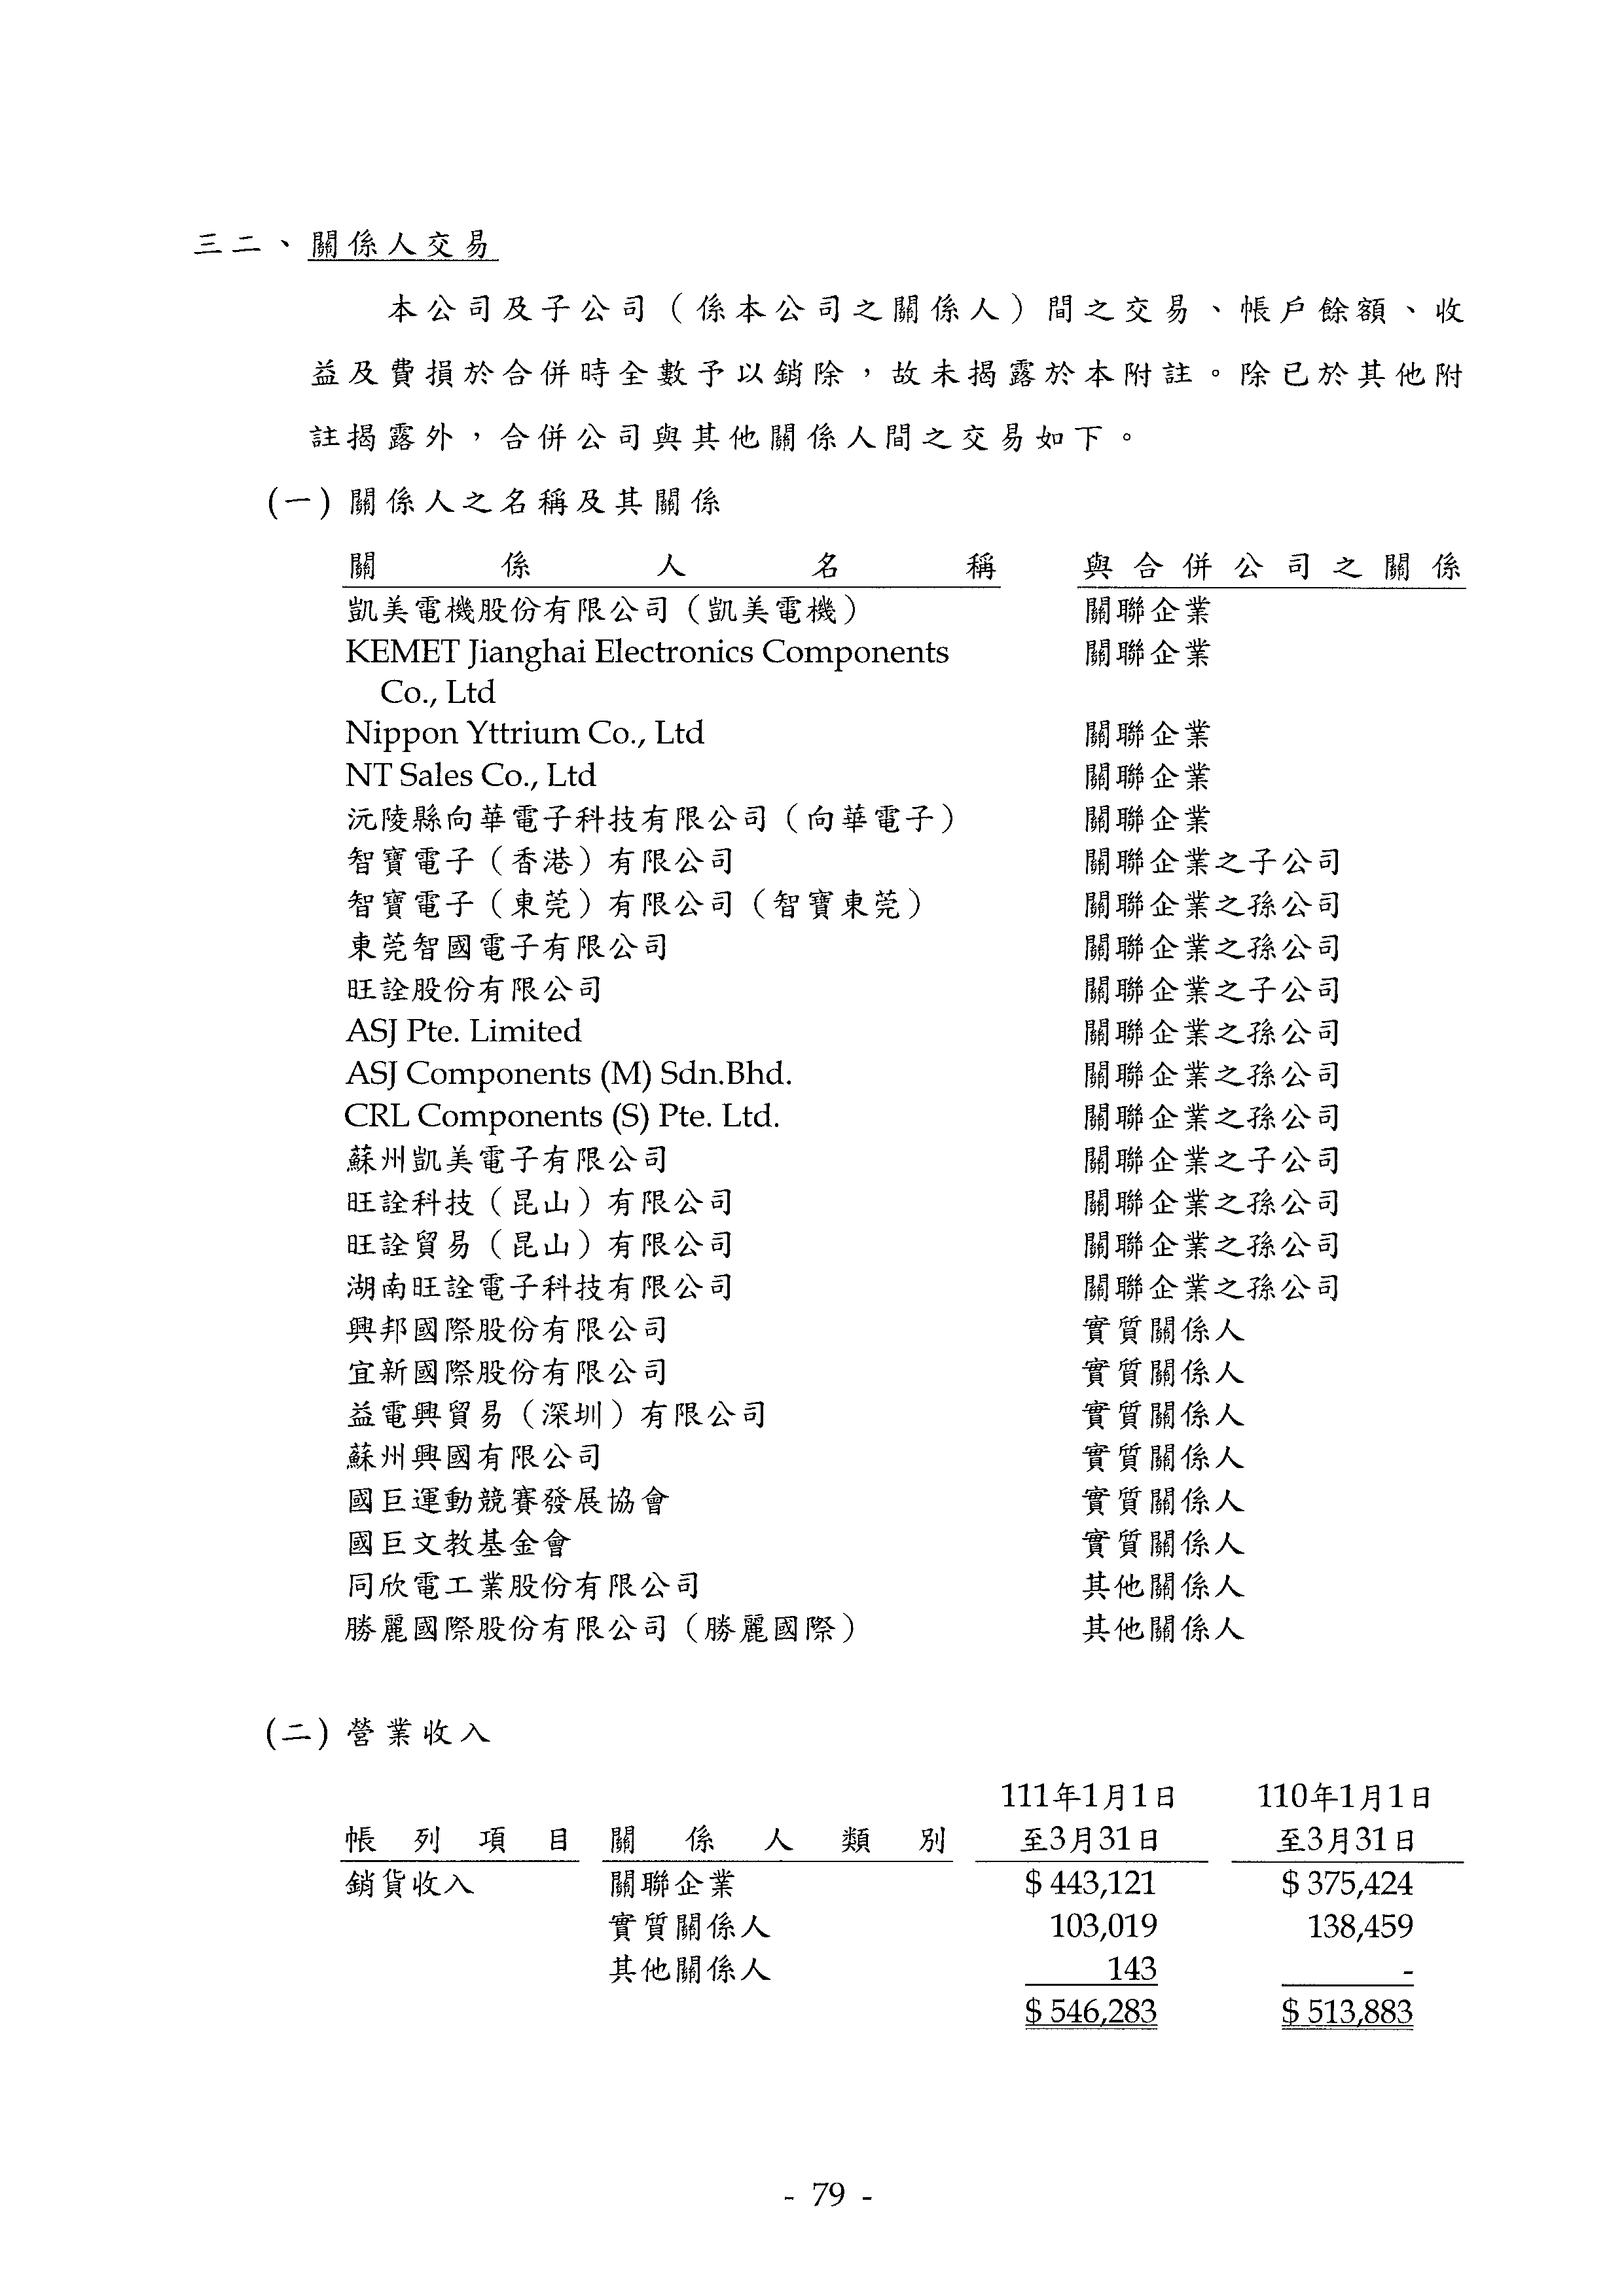 三二、關係人交易
本公司及子公司（係本公司之關係人）間之交易、帳戶餘額、收
益及費損於合併時全數予以銷除，故未揭露於本附註。除已於其他附
註揭露外，合併公司與其他關係人間之交易如下。
(一) 關係人之名稱及其關係
關係人名稱 與合併公司之關係
凱美電機股份有限公司（凱美電機） 關聯企業
KEMET Jianghai Electronics Components 關聯企業
Co., Ltd
Nippon Yttrium Co., Ltd 關聯企業
NT Sales Co., Ltd 關聯企業
沅陵縣向華電子科技有限公司（向華電子） 關聯企業
智寶電子（香港）有限公司 關聯企業之子公司
智寶電子（東莞）有限公司（智寶東莞） 關聯企業之孫公司
東莞智國電子有限公司 關聯企業之孫公司
旺詮股份有限公司 關聯企業之子公司
ASJ Pte. Limited 關聯企業之孫公司
ASJ Components (M) Sdn.Bhd. 關聯企業之孫公司
CRL Components (S) Pte. Ltd. 關聯企業之孫公司
蘇州凱美電子有限公司 關聯企業之子公司
旺詮科技（昆山）有限公司 關聯企業之孫公司
旺詮貿易（昆山）有限公司 關聯企業之孫公司
湖南旺詮電子科技有限公司 關聯企業之孫公司
興邦國際股份有限公司 實質關係人
宜新國際股份有限公司 實質關係人
益電興貿易（深圳）有限公司 實質關係人
蘇州興國有限公司 實質關係人
國巨運動競賽發展協會 實質關係人
國巨文教基金會 實質關係人
同欣電工業股份有限公司 其他關係人
勝麗國際股份有限公司（勝麗國際） 其他關係人
(二) 營業收入
111年1月1日 110年1月1日
帳列項目 關係人類別 至3月31日 至3月31日
銷貨收入 關聯企業 $ 443,121 $ 375,424
實質關係人 103,019 138,459
其他關係人 143 -
$ 546,283 $ 513,883
- 79 -